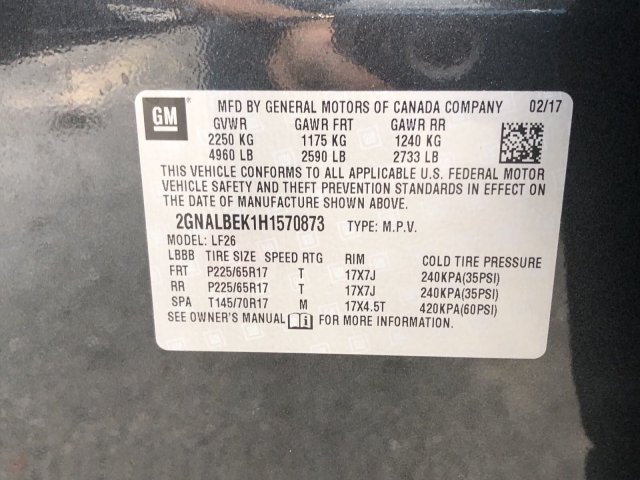 GM ® MFD BY GENERAL MOTORS OF CANADA COMPANY 02/17
GVWR GAWR FRT GAWR RR
2250 KG 1175 KG 1240 KG
4960 LB 2590 LB 2733 LB
THIS VEHICLE CONFORMS TO ALL APPLICABLE U.S. FEDERAL MOTOR
VEHICLE SAFETY AND THEFT PREVENTION STANDARDS IN EFFECT ON
THE DATE OF MANUFACTURE SHOWN ABOVE.
2GNALBEK1H1570873 TYPE: M.P.V.
MODEL: LF26
LBBB TIRE SIZE SPEED RTG RIM COLD TIRE PRESSURE
FRT P225/65R17 T 17X7J 240KPA(35PSI)
RR P225/65R17 T 17X7J 240KPA(35PSI)
SPA T145/70R17 M 17X4.5T 420KPA(60PSI)
SEE OWNER'S MANUAL FOR MORE INFORMATION.